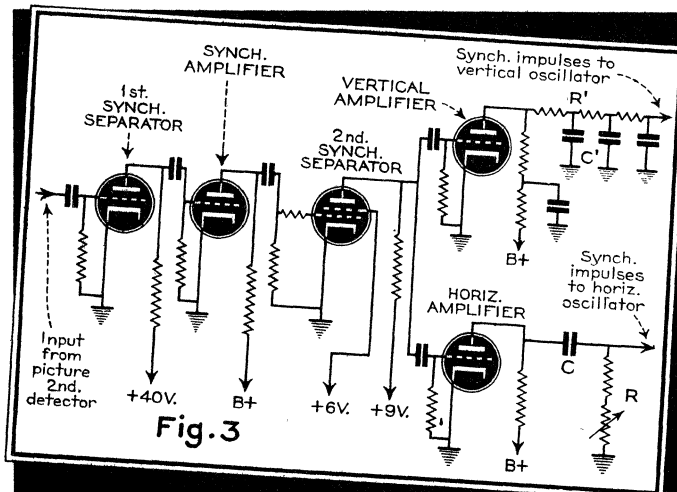 SYNCH.
AMPLIFIER
1st.
SYNCH.
SEPARATOR
VERTICAL
AMPLIFIER
2nd.
SYNCH.
SEPARATOR
Synch. impulses to
vertical oscillator
R'
C'
B+
Synch.
impulses
to horiz.
oscillator
HORIZ.
AMPLIFIER
C
R
B+
Input
from
picture
2nd.
detector
+40V.
B+
+6V.
+9V.
Fig.3